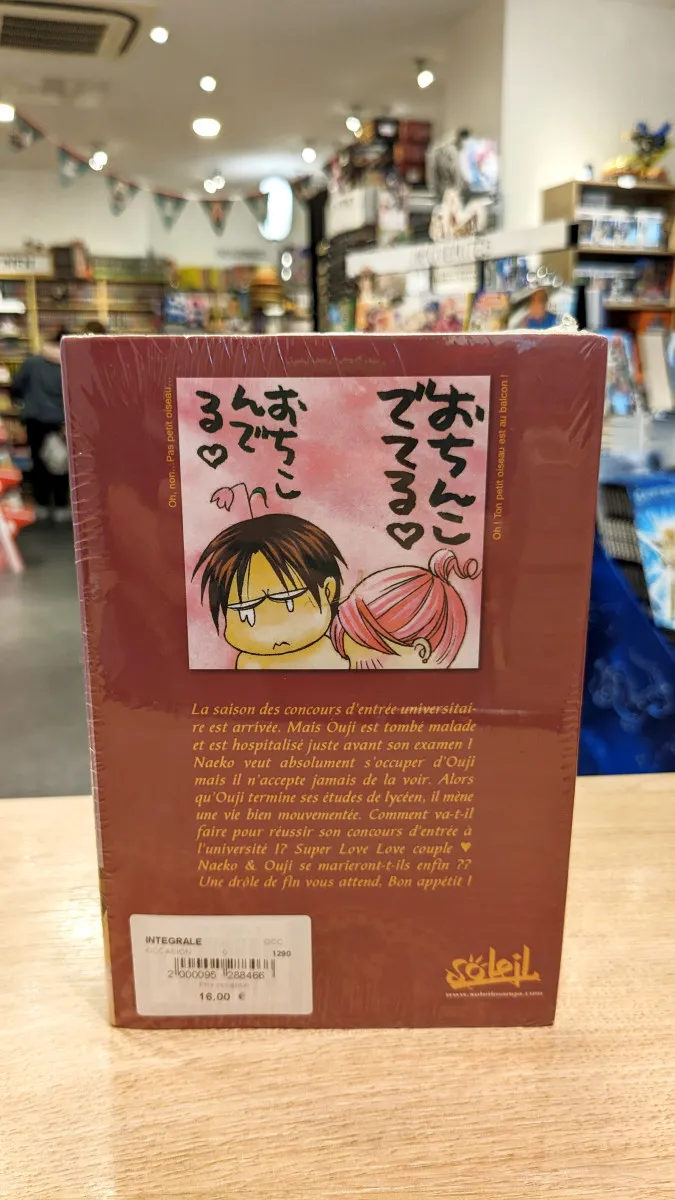 Oh, non...Pas petit oiseau...
おちんこ
でてる♡
おちこ
んで
る♡
Oh ! Ton petit oiseau est au balcon !
La saison des concours d'entrée universitai-
re est arrivée. Mais Ouji est tombé malade
et est hospitalisé juste avant son examen !
Naeko veut absolument s'occuper d'Ouji
mais il n'accepte jamais de la voir. Alors
qu'Ouji termine ses études de lycéen, il mène
une vie bien mouvementée. Comment va-t-il
faire pour réussir son concours d'entrée à
l'université !? Super Love Love couple ♥
Naeko & Ouji se marieront-t-ils enfin ??
Une drôle de fin vous attend. Bon appétit !
INTEGRALE OCC
OCCASION 0 1290
2 000095 288466
16.00 €
SOLEIL